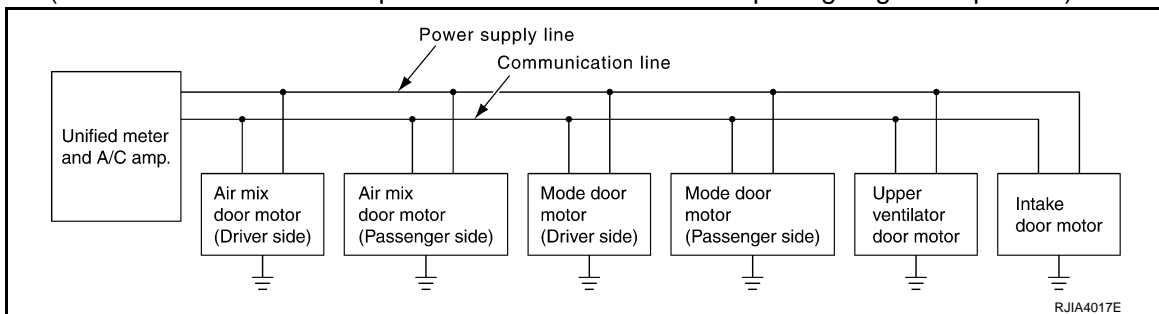 Power supply line
Communication line
Unified meter
and A/C amp.
Air mix
door motor
(Driver side)
Air mix
door motor
(Passenger side)
Mode door
motor
(Driver side)
Mode door
motor
(Passenger side)
Upper
ventilator
door motor
Intake
door motor
RJIA4017E